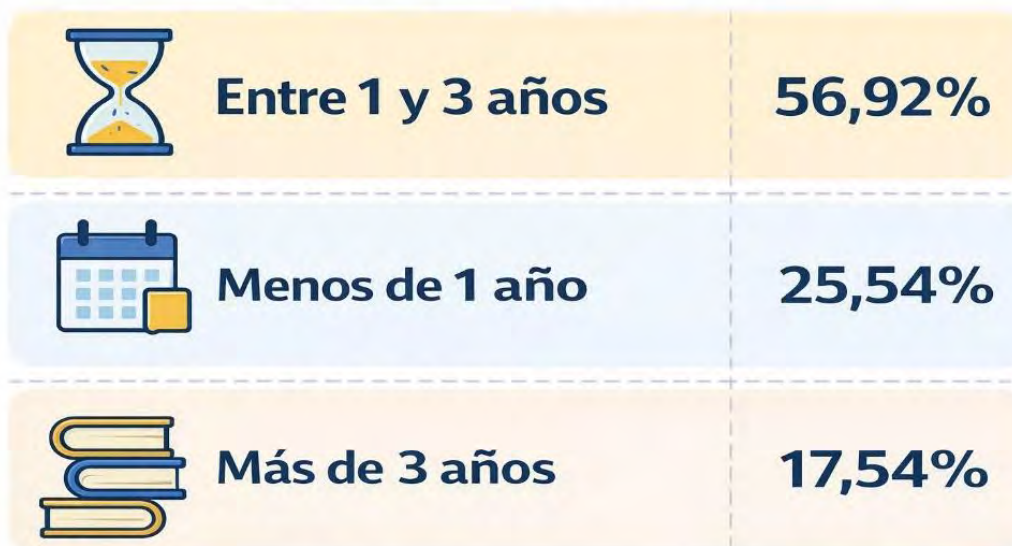 Entre 1 y 3 años 56,92%
Menos de 1 año 25,54%
Más de 3 años 17,54%